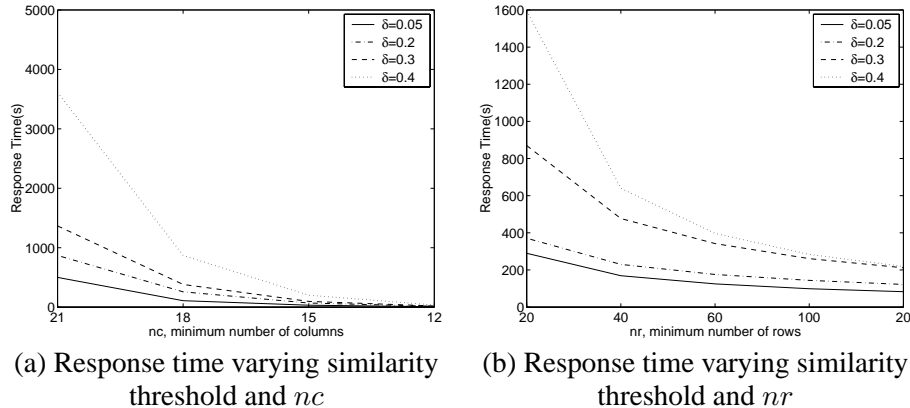 5000
4000
3000
2000
1000
0
Response Time(s)
21
18
15
12
nc, minimum number of columns
δ=0.05
δ=0.2
δ=0.3
δ=0.4
(a) Response time varying similarity
threshold and nc
1600
1400
1200
1000
800
600
400
200
0
Response Time(s)
20
40
60
100
20
nr, minimum number of rows
δ=0.05
δ=0.2
δ=0.3
δ=0.4
(b) Response time varying similarity
threshold and nr